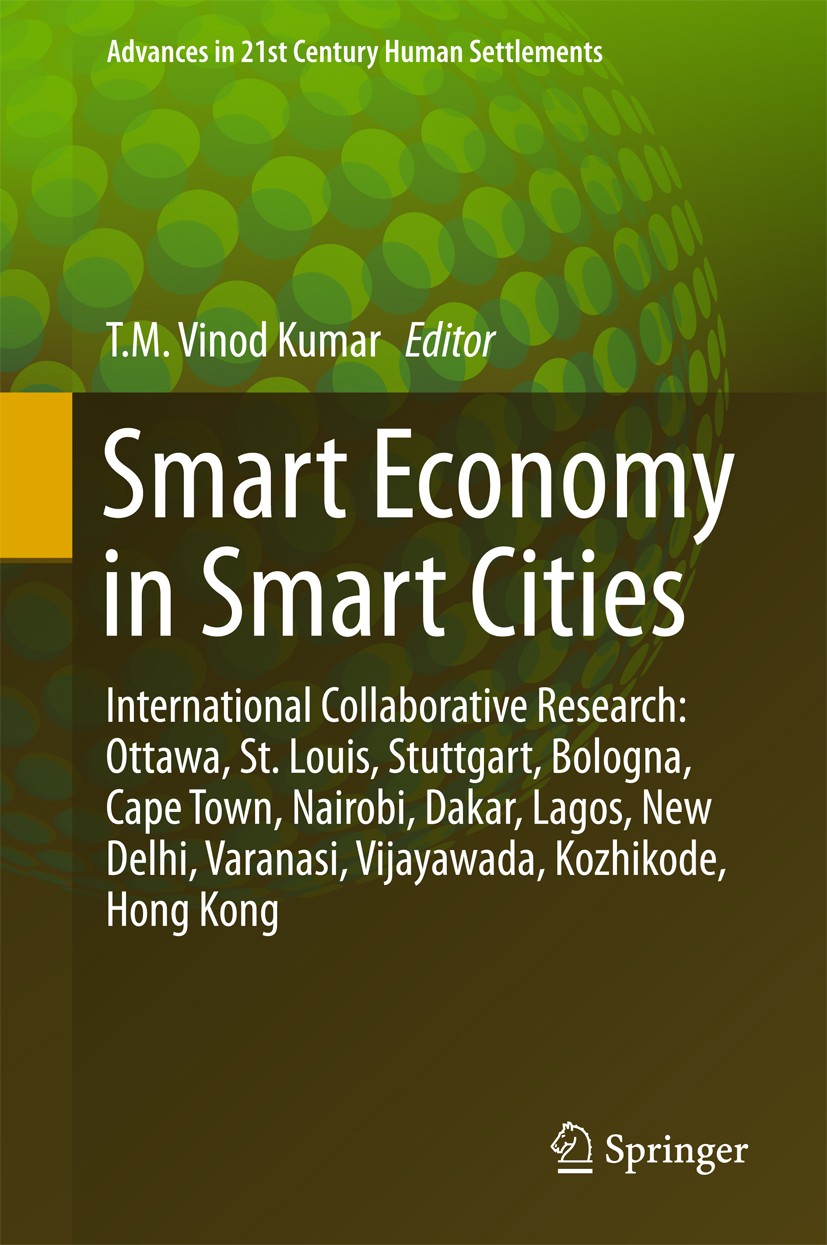 Advances in 21st Century Human Settlements
T.M. Vinod Kumar Editor
Smart Economy
in Smart Cities
International Collaborative Research:
Ottawa, St. Louis, Stuttgart, Bologna,
Cape Town, Nairobi, Dakar, Lagos, New
Delhi, Varanasi, Vijayawada, Kozhikode,
Hong Kong
Springer